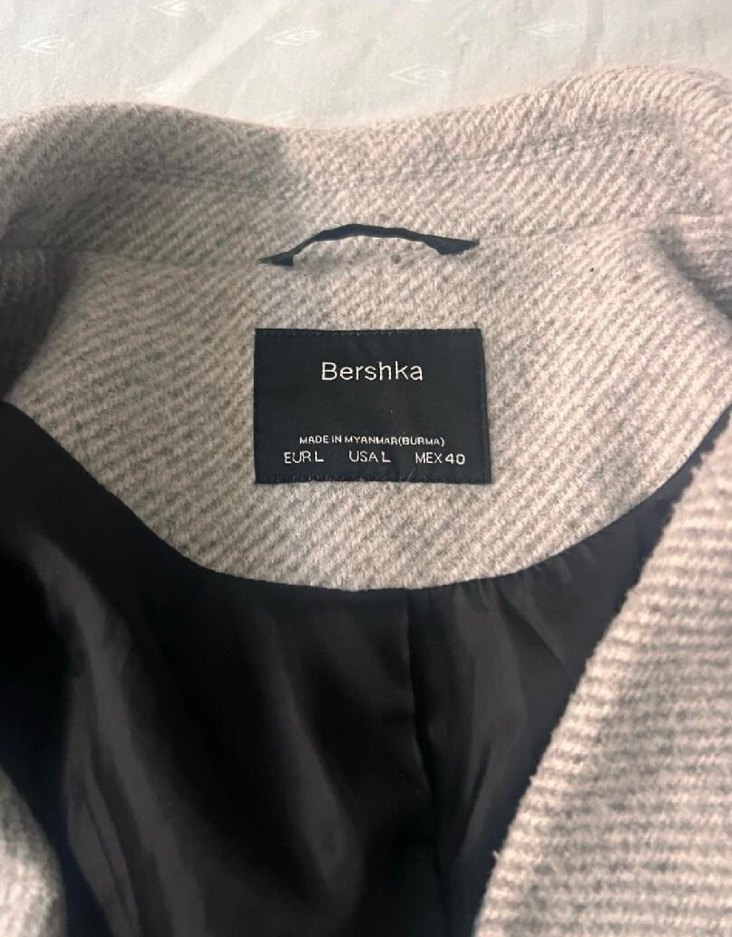 Bershka
MADE IN MYANMAR(BURMA)
EUR L USA L MEX 40